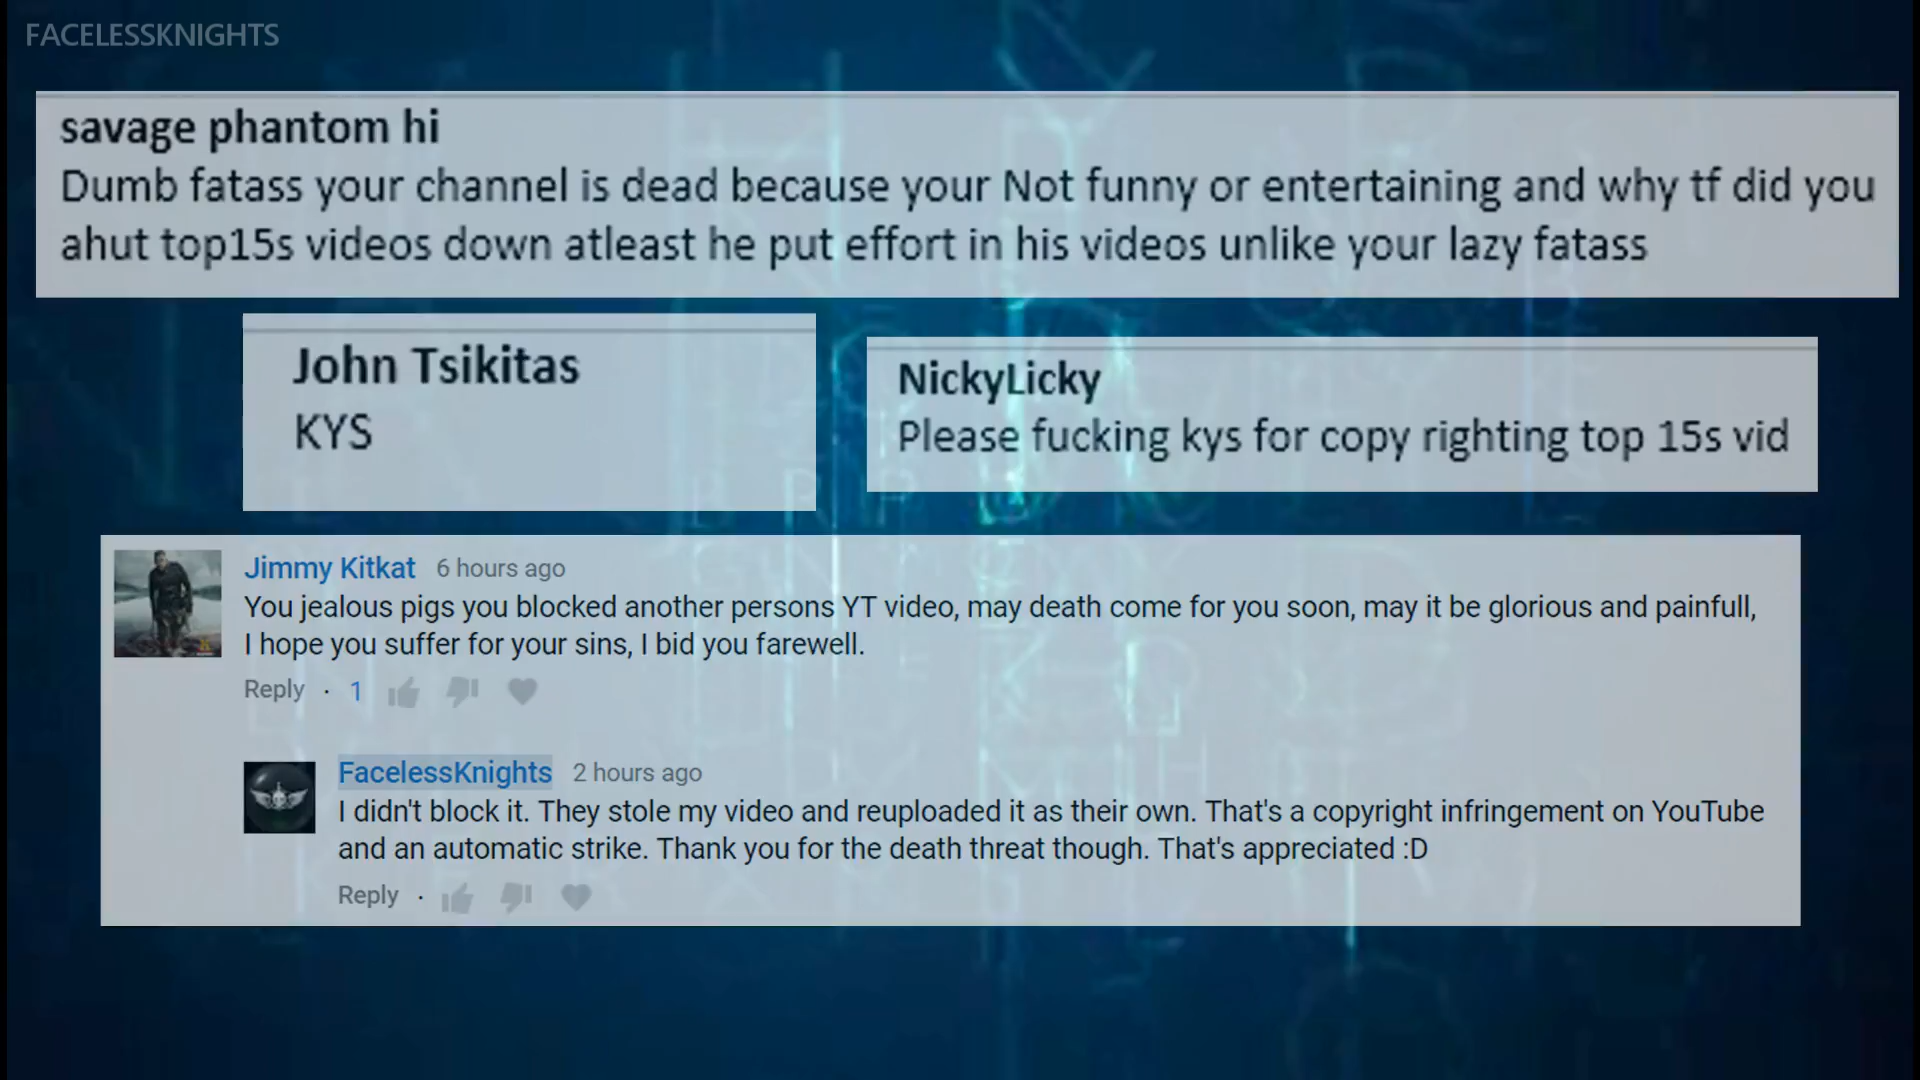 FACELESSKNIGHTS
savage phantom hi
Dumb fatass your channel is dead because your Not funny or entertaining and why tf did you
ahut top15s videos down atleast he put effort in his videos unlike your lazy fatass
John Tsikitas
KYS
NickyLicky
Please fucking kys for copy righting top 15s vid
Jimmy Kitkat 6 hours ago
You jealous pigs you blocked another persons YT video, may death come for you soon, may it be glorious and painfull,
I hope you suffer for your sins, I bid you farewell.
Reply · 1
FacelessKnights 2 hours ago
I didn't block it. They stole my video and reuploaded it as their own. That's a copyright infringement on YouTube
and an automatic strike. Thank you for the death threat though. That's appreciated :D
Reply ·